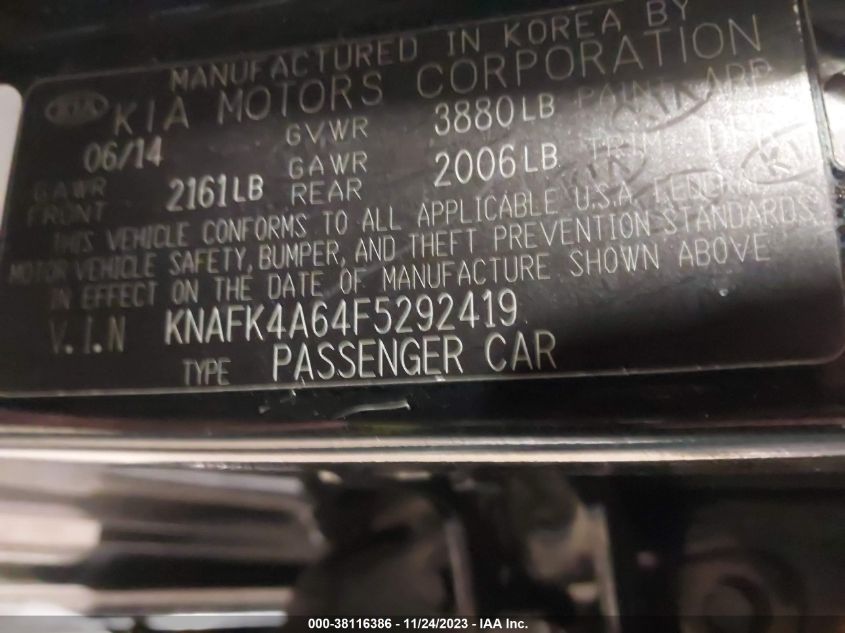 MANUFACTURED IN KOREA BY
KIA KIA MOTORS CORPORATION
06/14 GVWR 3880LB PAINT
GAWR FRONT 2161LB GAWR REAR 2006LB
THIS VEHICLE CONFORMS TO ALL APPLICABLE U.S.A. FEDERAL
MOTOR VEHICLE SAFETY, BUMPER, AND THEFT PREVENTION STANDARDS
IN EFFECT ON THE DATE OF MANUFACTURE SHOWN ABOVE
V.I.N KNAFK4A64F5292419
TYPE PASSENGER CAR
000-38116386 - 11/24/2023 - IAA Inc.